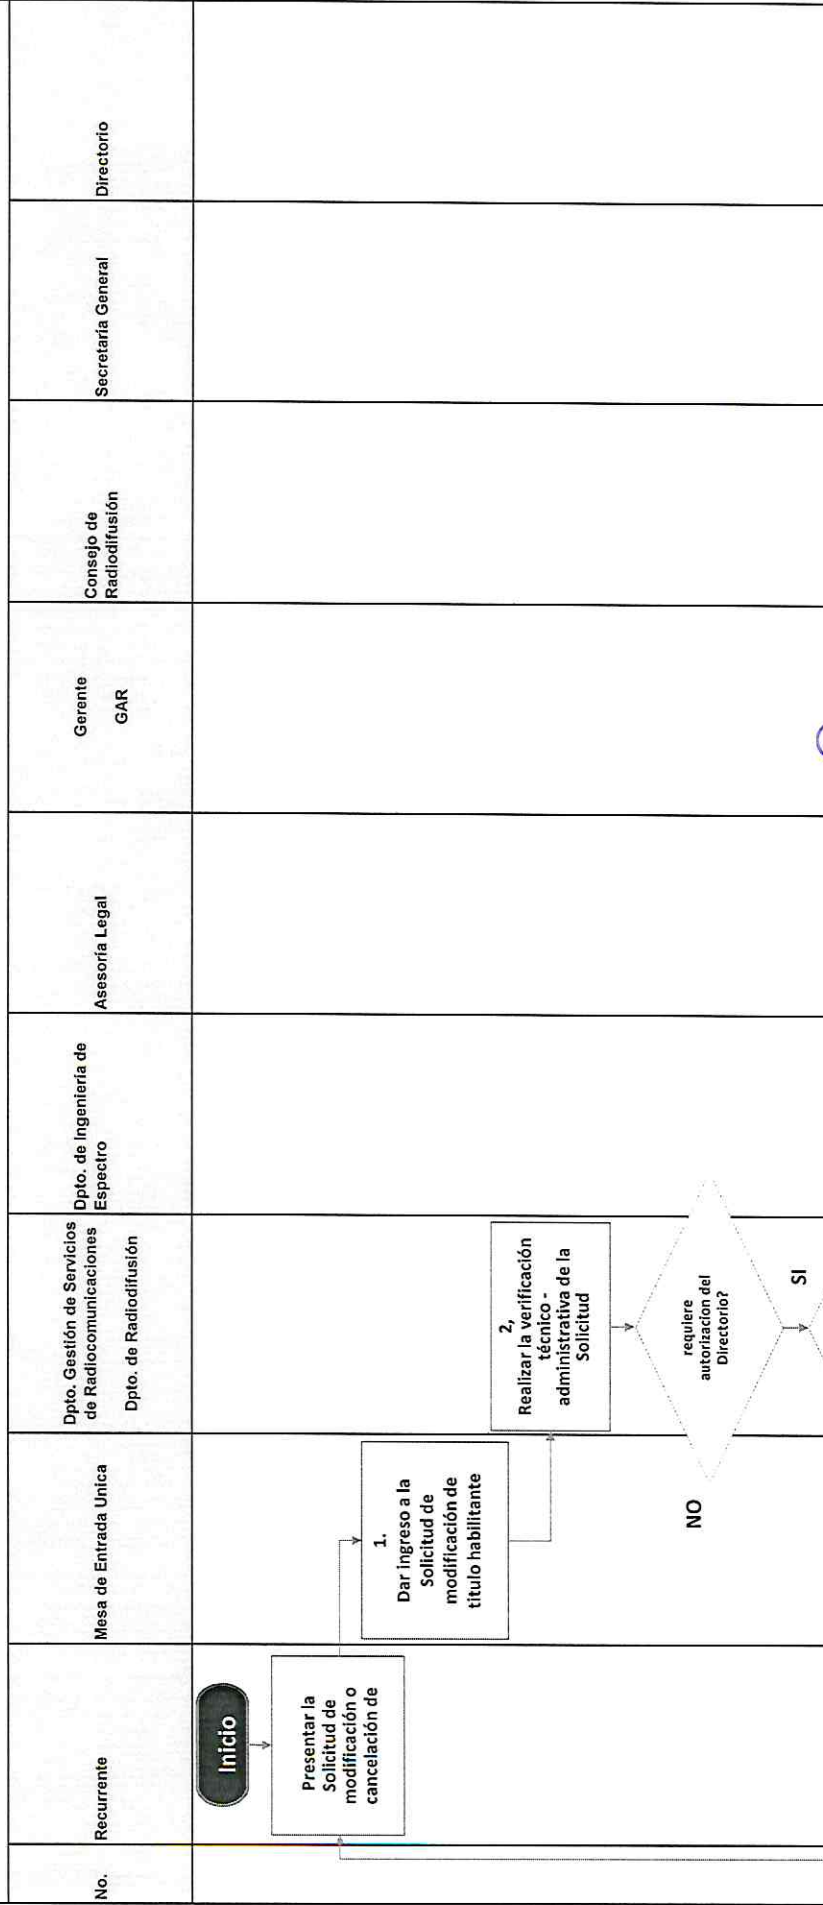 No.
Recurrente
Mesa de Entrada Unica
Dpto. Gestión de Servicios
de Radiocomunicaciones
Dpto. de Radiodifusión
Dpto. de Ingenieria de
Espectro
Asesoría Legal
Gerente
GAR
Consejo de
Radiodifusión
Secretaría General
Directorio
Inicio
Presentar la
Solicitud de
modificación o
cancelación de
1.
Dar ingreso a la
Solicitud de
modificación de
titulo habilitante
2,
Realizar la verificación
técnico -
administrativa de la
Solicitud
requiere
autorizacion del
Directorio?
NO
SI